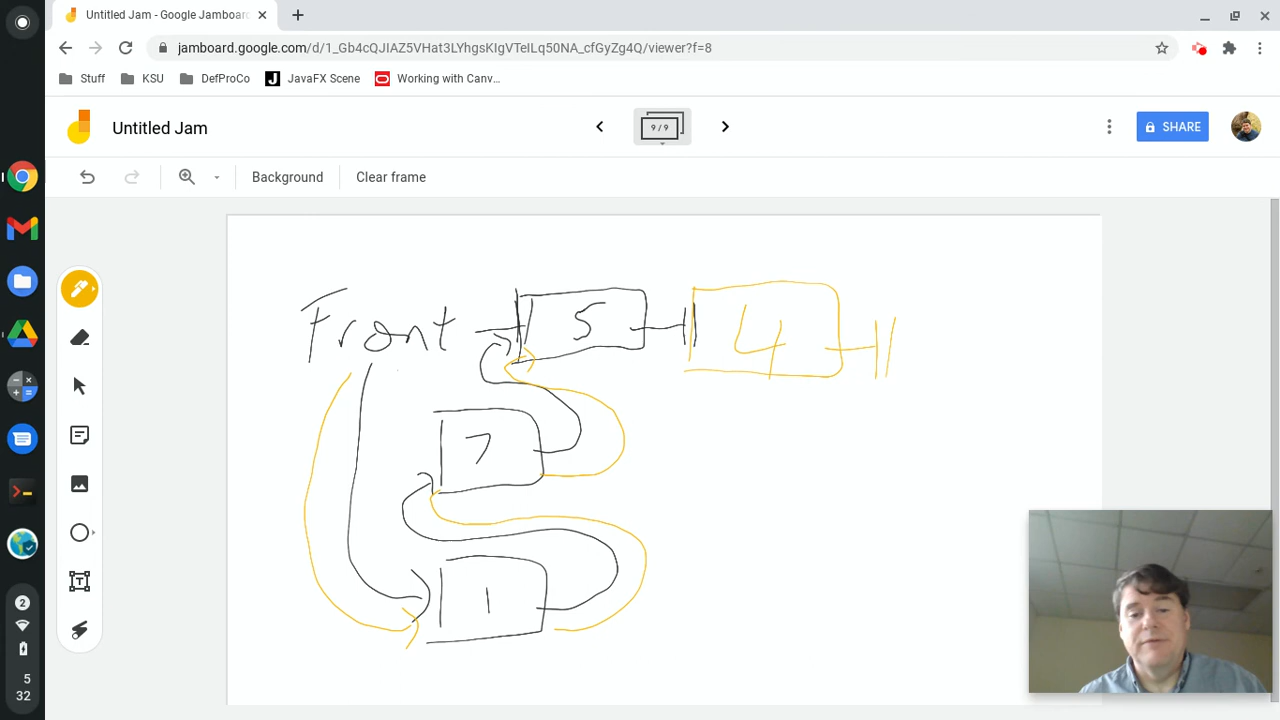 Untitled Jam - Google Jamboard
jamboard.google.com/d/1_Gb4cQJIAZ5VHat3LYhgsKIgVTeILq50NA_cfGyZg4Q/viewer?f=8
Stuff KSU DefProCo JavaFX Scene Working with Canv...
Untitled Jam
9 / 9
SHARE
Background Clear frame
Front 5 4
7
1
2
5
32